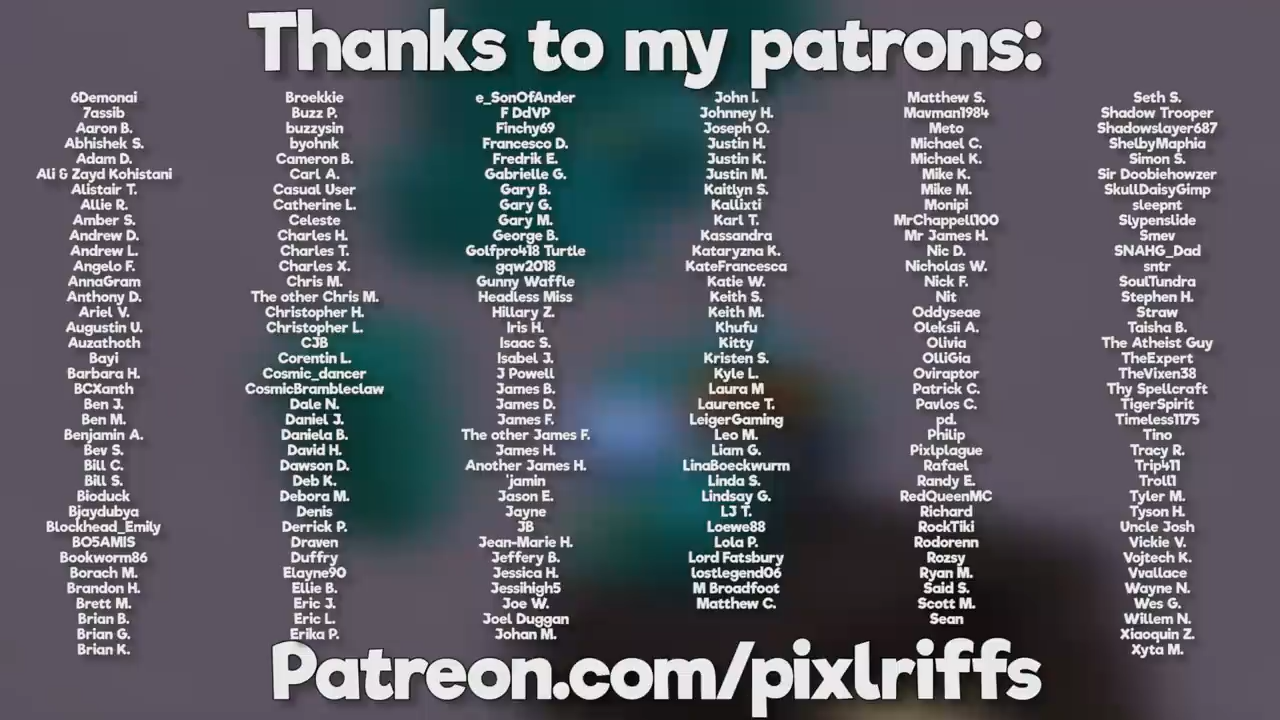 Thanks to my patrons:
6Demonai
7assib
Aaron B.
Abhishek S.
Adam D.
Ali & Zayd Kohistani
Alistair T.
Allie R.
Amber S.
Andrew D.
Andrew L.
Angelo F.
AnnaGram
Anthony D.
Ariel V.
Augustin U.
Auzathoth
Bayi
Barbara H.
BCXanth
Ben J.
Ben M.
Benjamin A.
Bev S.
Bill C.
Bill S.
Bioduck
Bjaydubya
Blockhead_Emily
BO5AMIS
Bookworm86
Borach M.
Brandon H.
Brett M.
Brian B.
Brian G.
Brian K.
Broekkie
Buzz P.
buzzysin
byohnk
Cameron B.
Carl A.
Casual User
Catherine L.
Celeste
Charles H.
Charles T.
Charles X.
Chris M.
The other Chris M.
Christopher H.
Christopher L.
CJB
Corentin L.
Cosmic_dancer
CosmicBrambleclaw
Dale N.
Daniel J.
Daniela B.
David H.
Dawson D.
Deb K.
Debora M.
Denis
Derrick P.
Draven
Duffry
Elayne90
Ellie B.
Eric J.
Eric L.
Erika P.
e_SonOfAnder
F DdVP
Finchy69
Francesco D.
Fredrik E.
Gabrielle G.
Gary B.
Gary G.
Gary M.
George B.
Golfpro418 Turtle
gqw2018
Gunny Waffle
Headless Miss
Hillary Z.
Iris H.
Isaac S.
Isabel J.
J Powell
James B.
James D.
James F.
The other James F.
James H.
Another James H.
'jamin
Jason E.
Jayne
JB
Jean-Marie H.
Jeffery B.
Jessica H.
Jessihigh5
Joe W.
Joel Duggan
Johan M.
John I.
Johnney H.
Joseph O.
Justin H.
Justin K.
Justin M.
Kaitlyn S.
Kallixti
Karl T.
Kassandra
Kataryzna K.
KateFrancesca
Katie W.
Keith S.
Keith M.
Khufu
Kitty
Kristen S.
Kyle L.
Laura M
Laurence T.
LeigerGaming
Leo M.
Liam G.
LinaBoeckwurm
Linda S.
Lindsay G.
LJ T.
Loewe88
Lola P.
Lord Fatsbury
lostlegend06
M Broadfoot
Matthew C.
Matthew S.
Mavman1984
Meto
Michael C.
Michael K.
Mike K.
Mike M.
Monipi
MrChappell100
Mr James H.
Nic D.
Nicholas W.
Nick F.
Nit
Oddyseae
Oleksii A.
Olivia
OlliGia
Oviraptor
Patrick C.
Pavlos C.
pd.
Philip
Pixlplague
Rafael
Randy E.
RedQueenMC
Richard
RockTiki
Rodorenn
Rozsy
Ryan M.
Said S.
Scott M.
Sean
Seth S.
Shadow Trooper
Shadowslayer687
ShelbyMaphia
Simon S.
Sir Doobiehowzer
SkullDaisyGimp
sleepnt
Slypenslide
Smev
SNAHG_Dad
sntr
SoulTundra
Stephen H.
Straw
Taisha B.
The Atheist Guy
TheExpert
TheVixen38
Thy Spellcraft
TigerSpirit
Timeless1175
Tino
Tracy R.
Trip411
Troll1
Tyler M.
Tyson H.
Uncle Josh
Vickie V.
Vojtech K.
Vvallace
Wayne N.
Wes G.
Willem N.
Xiaoquin Z.
Xyta M.
Patreon.com/pixlriffs